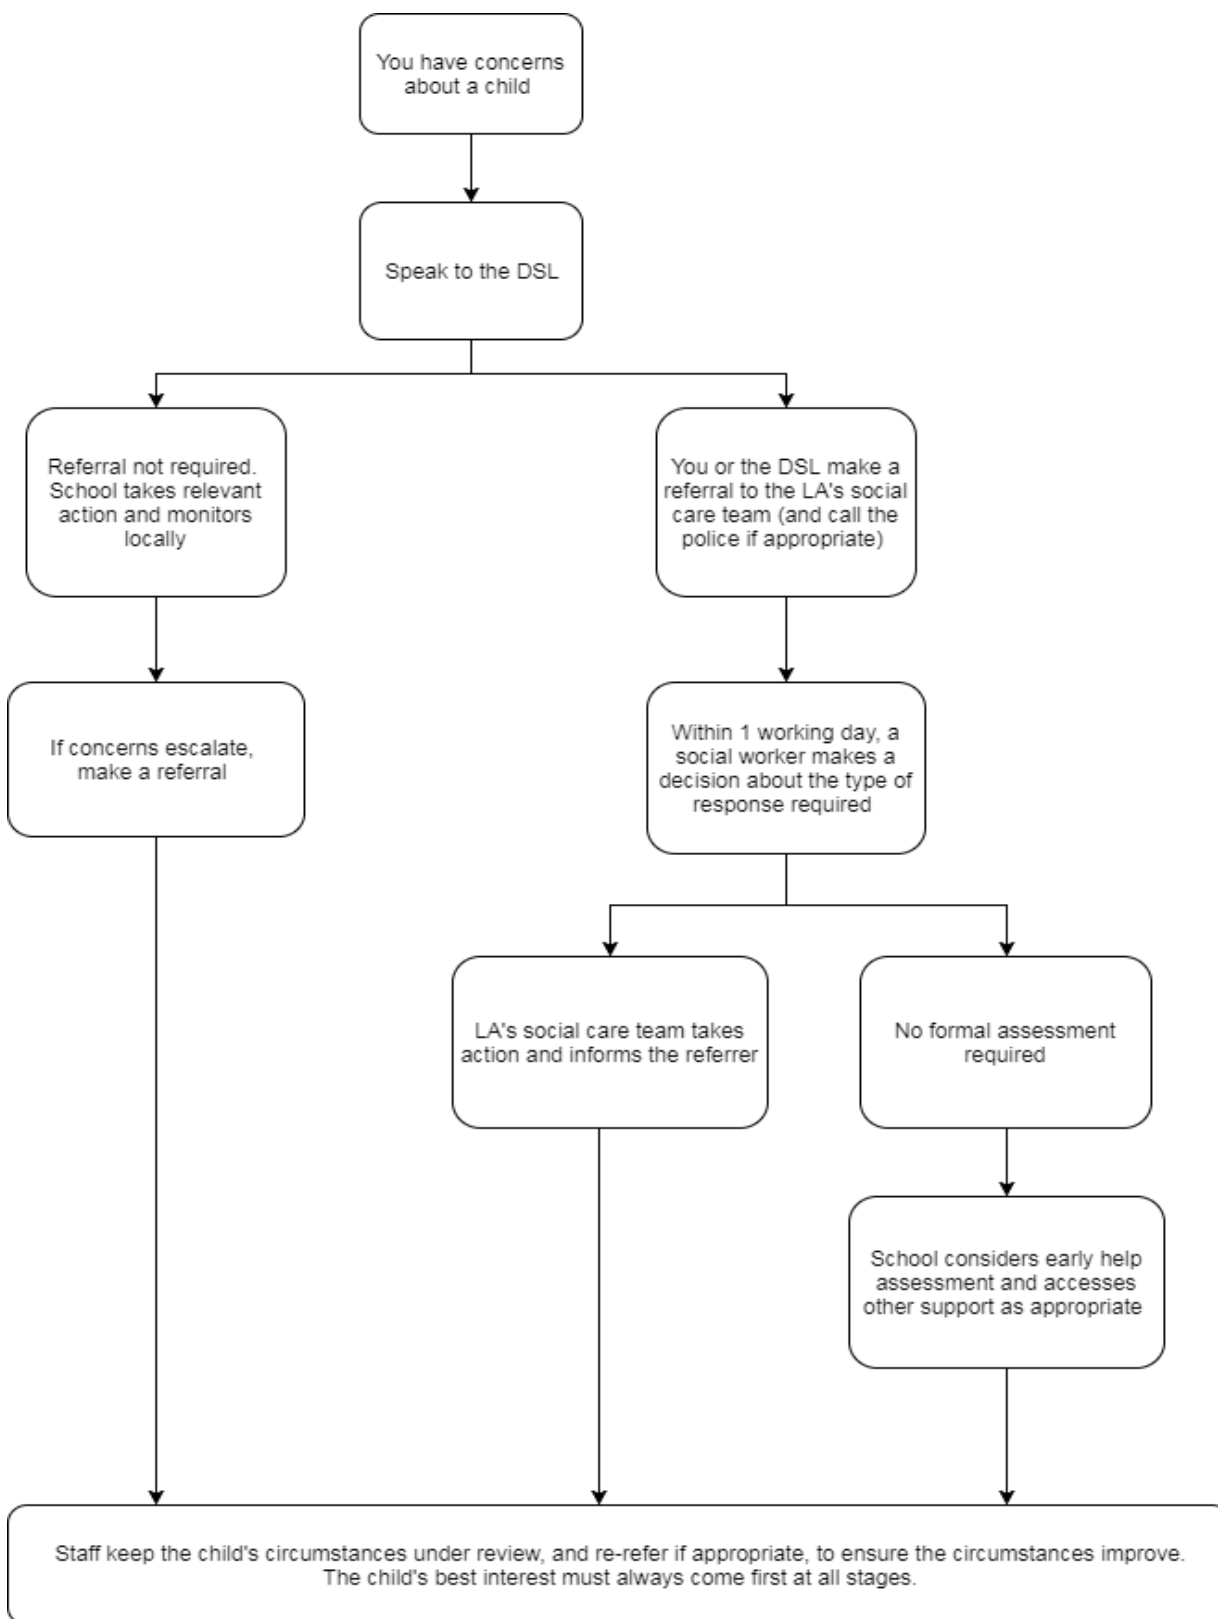 You have concerns
about a child
Speak to the DSL
Referral not required.
School takes relevant
action and monitors
locally
You or the DSL make a
referral to the LA's social
care team (and call the
police if appropriate)
If concerns escalate,
make a referral
Within 1 working day, a
social worker makes a
decision about the type of
response required
LA's social care team takes
action and informs the referrer
No formal assessment
required
School considers early help
assessment and accesses
other support as appropriate
Staff keep the child's circumstances under review, and re-refer if appropriate, to ensure the circumstances improve.
The child's best interest must always come first at all stages.